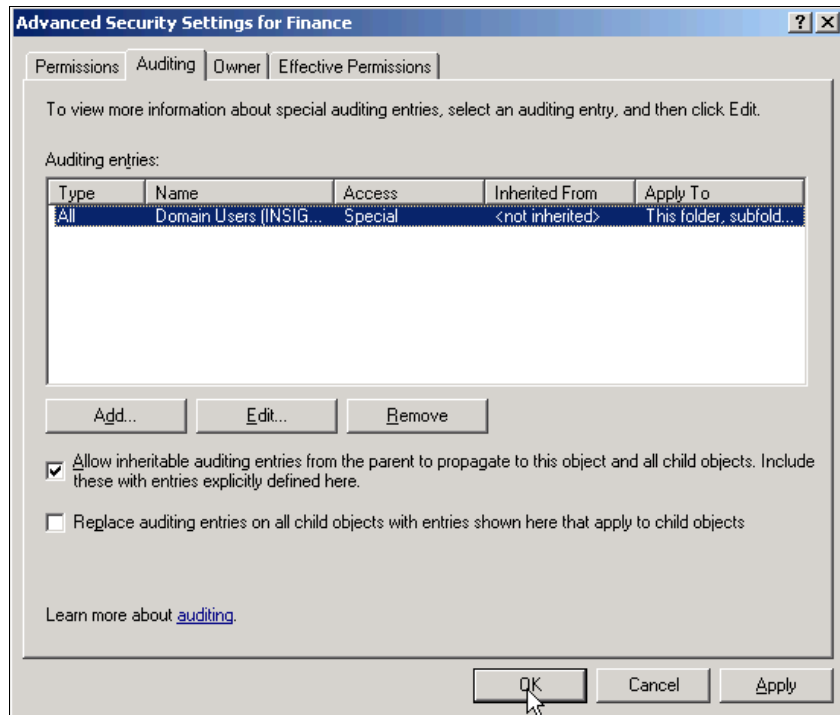 Advanced Security Settings for Finance
Permissions Auditing Owner Effective Permissions
To view more information about special auditing entries, select an auditing entry, and then click Edit.
Auditing entries:
Type Name Access Inherited From Apply To
All Domain Users (INSIG... Special <not inherited> This folder, subfold...
Add... Edit... Remove
Allow inheritable auditing entries from the parent to propagate to this object and all child objects. Include
these with entries explicitly defined here.
Replace auditing entries on all child objects with entries shown here that apply to child objects
Learn more about auditing.
OK Cancel Apply